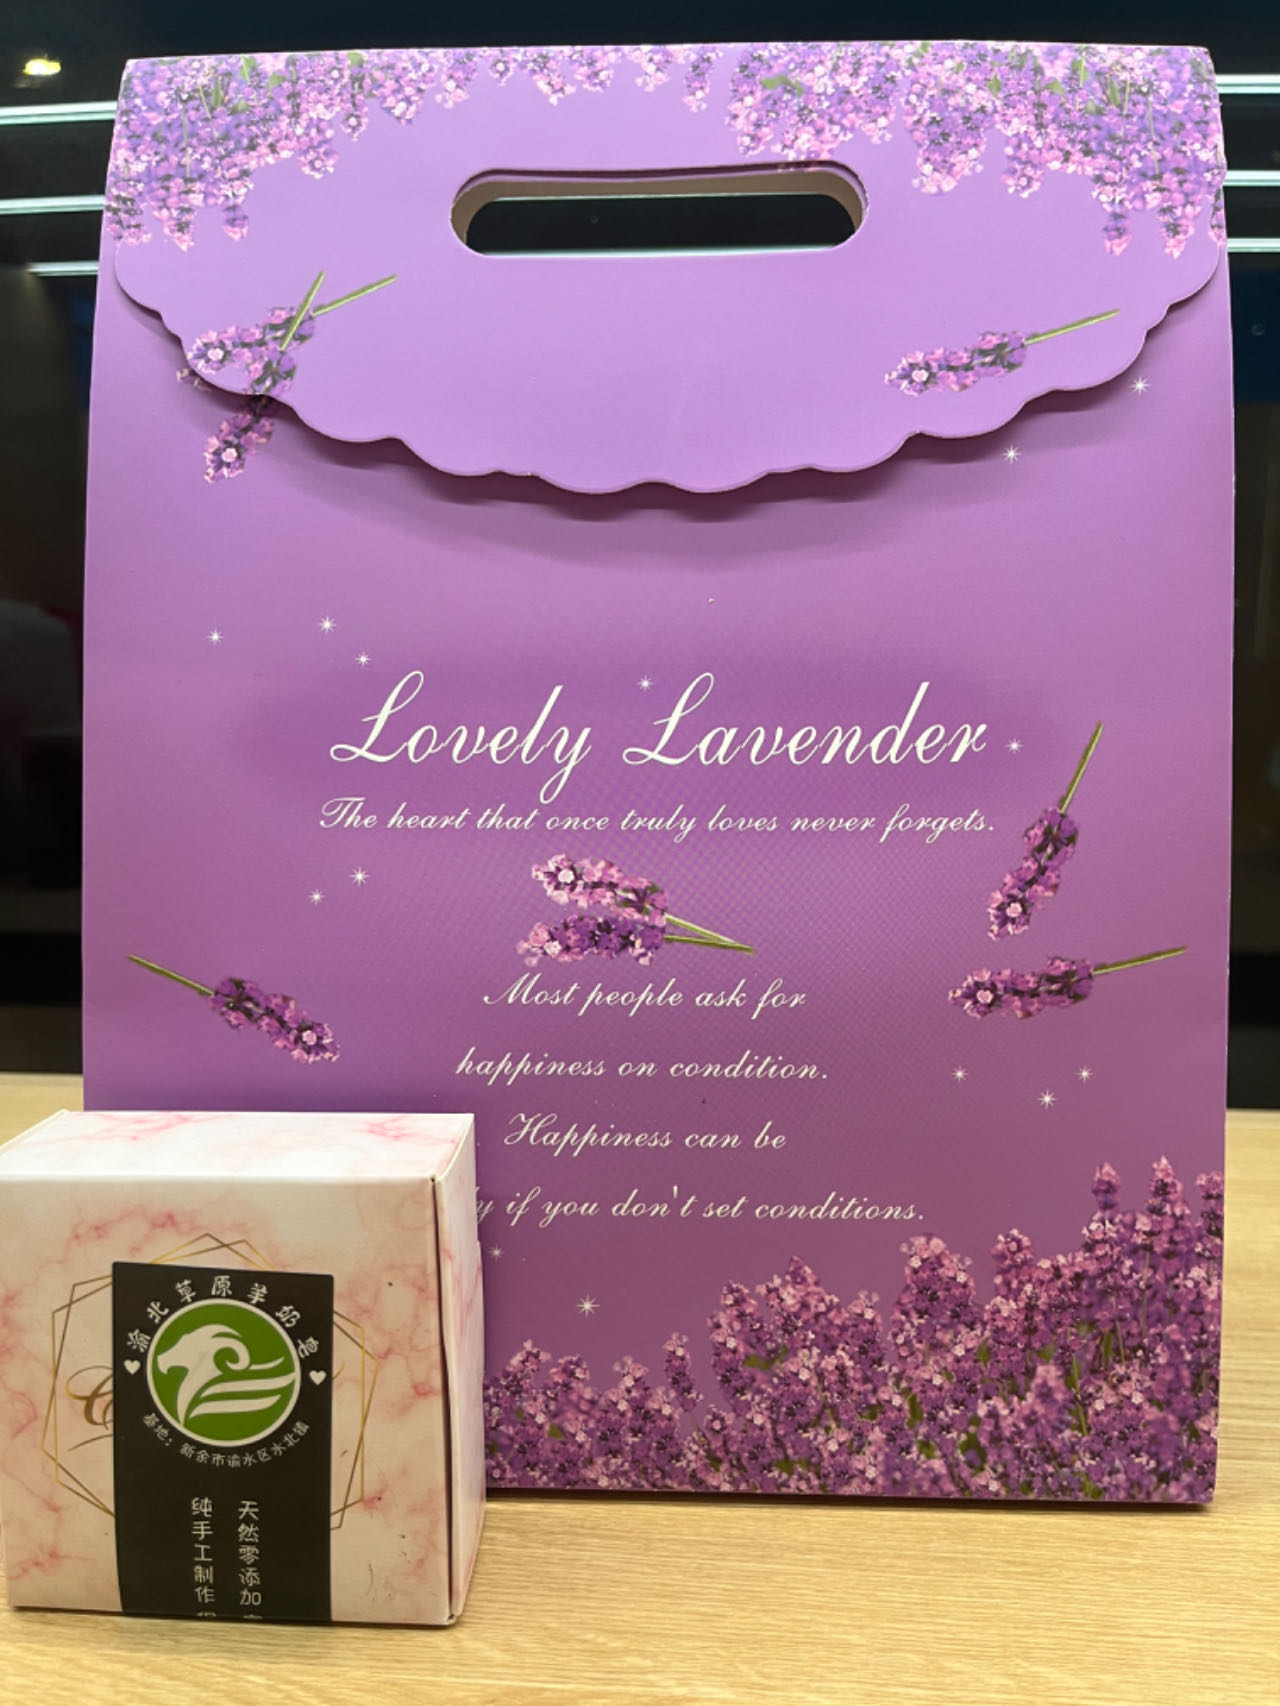 Lovely Lavender
The heart that once truly loves never forgets.
Most people ask for
happiness on condition.
Happiness can be
if you don't set conditions.
渝北草原羊奶皂
基地：新余市渝水区水北镇
天然零添加
纯手工制作